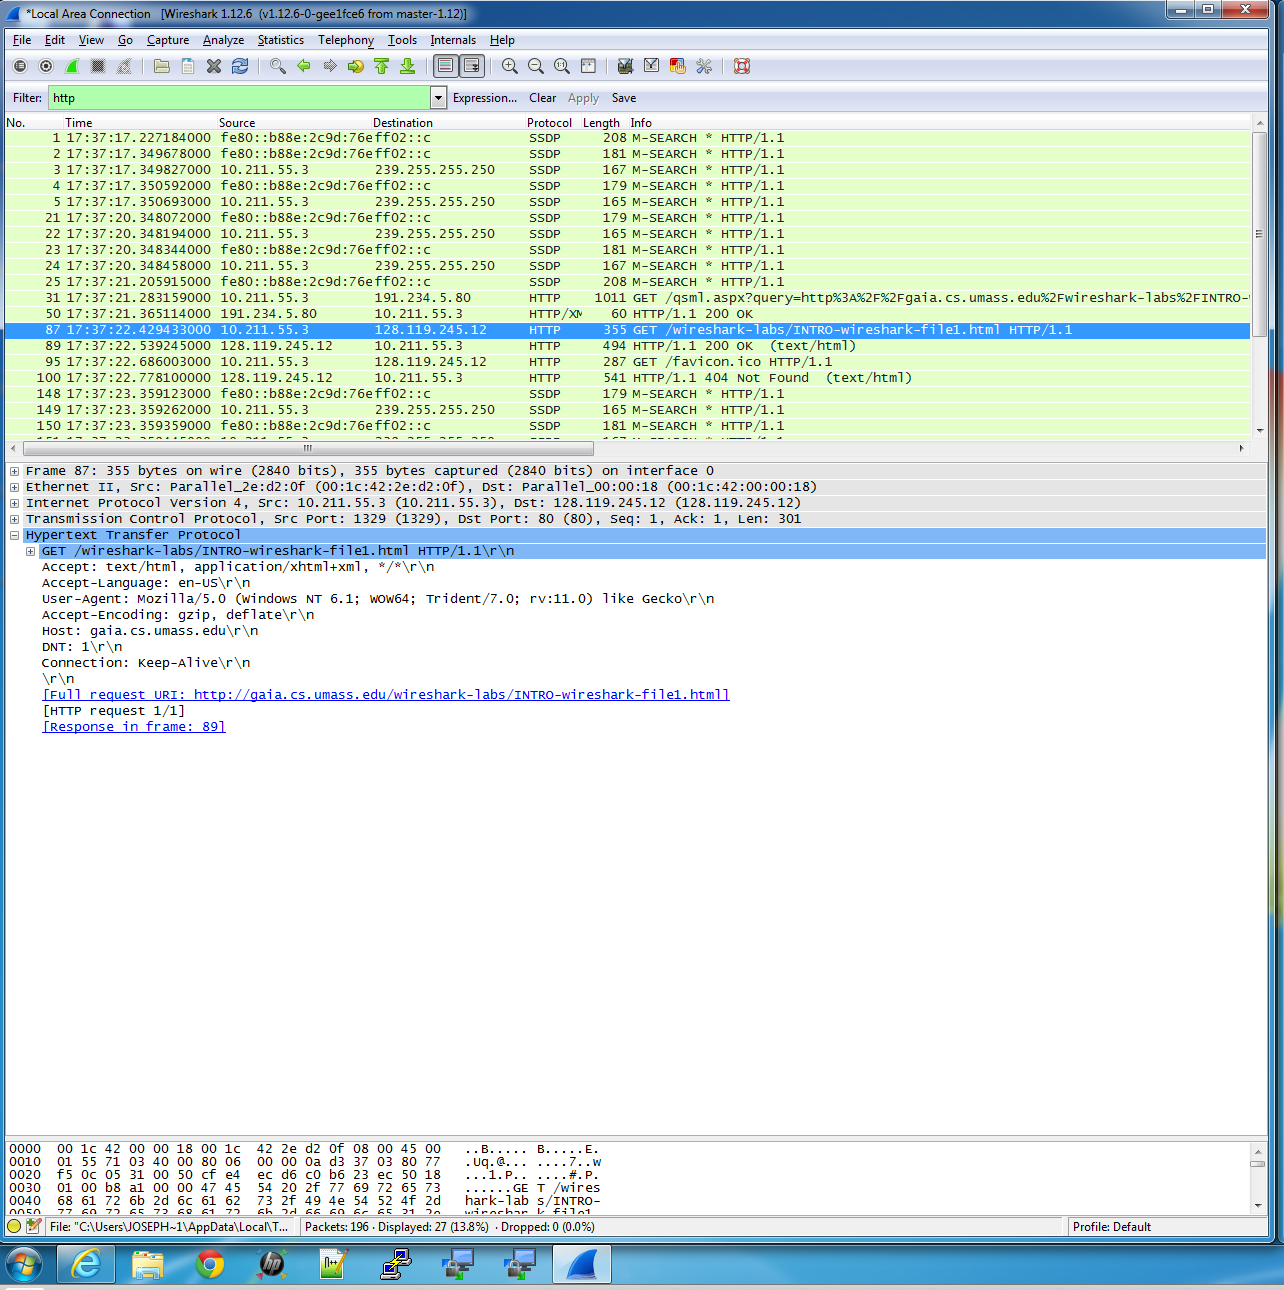 *Local Area Connection   [Wireshark 1.12.6  (v1.12.6-0-gee1fce6 from master-1.12)]
File Edit View Go Capture Analyze Statistics Telephony Tools Internals Help
Filter: http Expression... Clear Apply Save
No. Time Source Destination Protocol Length Info
1 17:37:17.227184000 fe80::b88e:2c9d:76e ff02::c SSDP 208 M-SEARCH * HTTP/1.1
2 17:37:17.349678000 fe80::b88e:2c9d:76e ff02::c SSDP 181 M-SEARCH * HTTP/1.1
3 17:37:17.349827000 10.211.55.3 239.255.255.250 SSDP 167 M-SEARCH * HTTP/1.1
4 17:37:17.350592000 fe80::b88e:2c9d:76e ff02::c SSDP 179 M-SEARCH * HTTP/1.1
5 17:37:17.350693000 10.211.55.3 239.255.255.250 SSDP 165 M-SEARCH * HTTP/1.1
21 17:37:20.348072000 fe80::b88e:2c9d:76e ff02::c SSDP 179 M-SEARCH * HTTP/1.1
22 17:37:20.348194000 10.211.55.3 239.255.255.250 SSDP 165 M-SEARCH * HTTP/1.1
23 17:37:20.348344000 fe80::b88e:2c9d:76e ff02::c SSDP 181 M-SEARCH * HTTP/1.1
24 17:37:20.348458000 10.211.55.3 239.255.255.250 SSDP 167 M-SEARCH * HTTP/1.1
25 17:37:21.205915000 fe80::b88e:2c9d:76e ff02::c SSDP 208 M-SEARCH * HTTP/1.1
31 17:37:21.283159000 10.211.55.3 191.234.5.80 HTTP 1011 GET /qsml.aspx?query=http%3A%2F%2Fgaia.cs.umass.edu%2Fwireshark-labs%2FINTRO-
50 17:37:21.365114000 191.234.5.80 10.211.55.3 HTTP/XM 60 HTTP/1.1 200 OK
87 17:37:22.429433000 10.211.55.3 128.119.245.12 HTTP 355 GET /wireshark-labs/INTRO-wireshark-file1.html HTTP/1.1
89 17:37:22.539245000 128.119.245.12 10.211.55.3 HTTP 494 HTTP/1.1 200 OK  (text/html)
95 17:37:22.686003000 10.211.55.3 128.119.245.12 HTTP 287 GET /favicon.ico HTTP/1.1
100 17:37:22.778100000 128.119.245.12 10.211.55.3 HTTP 541 HTTP/1.1 404 Not Found  (text/html)
148 17:37:23.359123000 fe80::b88e:2c9d:76e ff02::c SSDP 179 M-SEARCH * HTTP/1.1
149 17:37:23.359262000 10.211.55.3 239.255.255.250 SSDP 165 M-SEARCH * HTTP/1.1
150 17:37:23.359359000 fe80::b88e:2c9d:76e ff02::c SSDP 181 M-SEARCH * HTTP/1.1
Frame 87: 355 bytes on wire (2840 bits), 355 bytes captured (2840 bits) on interface 0
Ethernet II, Src: Parallel_2e:d2:0f (00:1c:42:2e:d2:0f), Dst: Parallel_00:00:18 (00:1c:42:00:00:18)
Internet Protocol Version 4, Src: 10.211.55.3 (10.211.55.3), Dst: 128.119.245.12 (128.119.245.12)
Transmission Control Protocol, Src Port: 1329 (1329), Dst Port: 80 (80), Seq: 1, Ack: 1, Len: 301
Hypertext Transfer Protocol
GET /wireshark-labs/INTRO-wireshark-file1.html HTTP/1.1\r\n
Accept: text/html, application/xhtml+xml, */*\r\n
Accept-Language: en-US\r\n
User-Agent: Mozilla/5.0 (Windows NT 6.1; WOW64; Trident/7.0; rv:11.0) like Gecko\r\n
Accept-Encoding: gzip, deflate\r\n
Host: gaia.cs.umass.edu\r\n
DNT: 1\r\n
Connection: Keep-Alive\r\n
\r\n
[Full request URI: http://gaia.cs.umass.edu/wireshark-labs/INTRO-wireshark-file1.html]
[HTTP request 1/1]
[Response in frame: 89]
0000  00 1c 42 00 00 18 00 1c  42 2e d2 0f 08 00 45 00   ..B..... B.....E.
0010  01 55 71 03 40 00 80 06  00 00 0a d3 37 03 80 77   .Uq.@... ....7..w
0020  f5 0c 05 31 00 50 cf e4  ec d6 c0 b6 23 ec 50 18   ...1.P.. ....#.P.
0030  01 00 b8 a1 00 00 47 45  54 20 2f 77 69 72 65 73   ......GE T /wires
0040  68 61 72 6b 2d 6c 61 62  73 2f 49 4e 54 52 4f 2d   hark-lab s/INTRO-
File: "C:\Users\JOSEPH~1\AppData\Local\T... Packets: 196 · Displayed: 27 (13.8%)  · Dropped: 0 (0.0%) Profile: Default